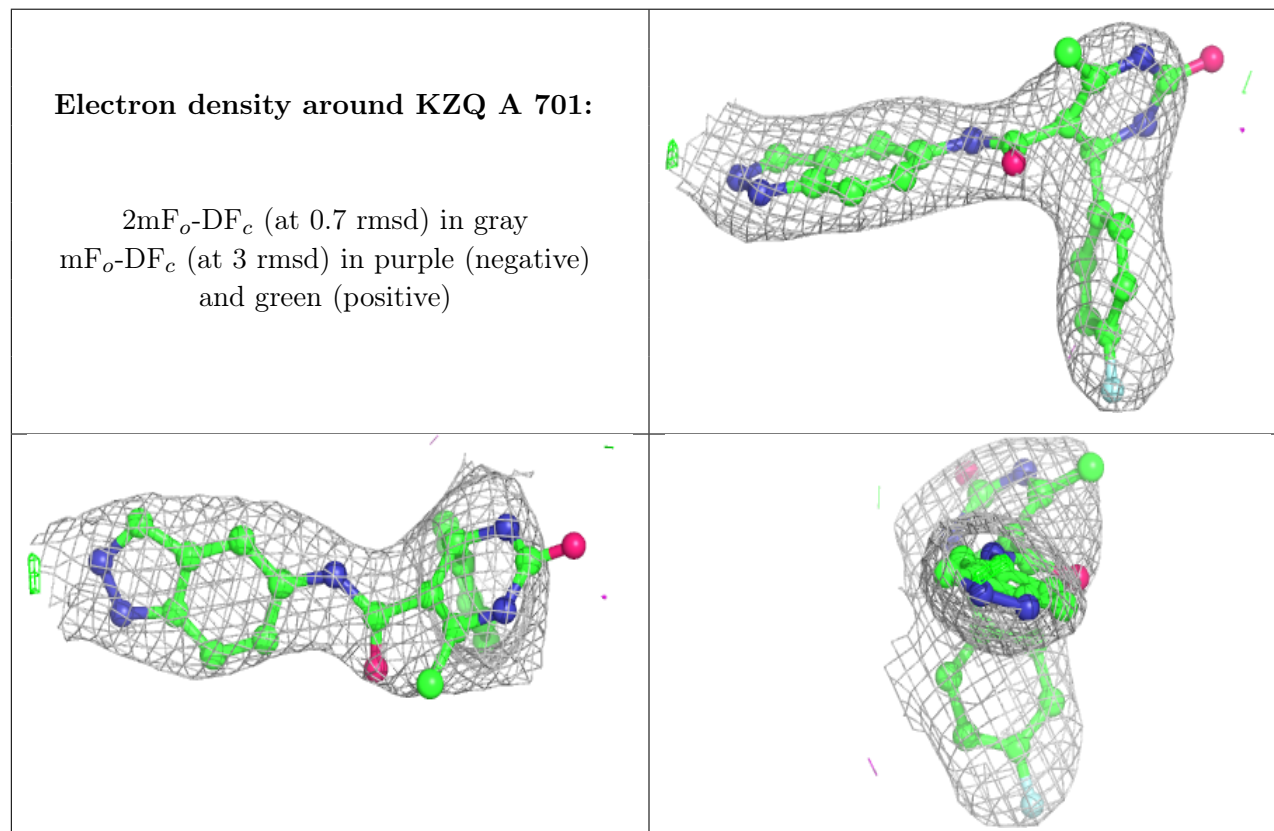 Electron density around KZQ A 701:
2mFo-DFc (at 0.7 rmsd) in gray
mFo-DFc (at 3 rmsd) in purple (negative)
and green (positive)